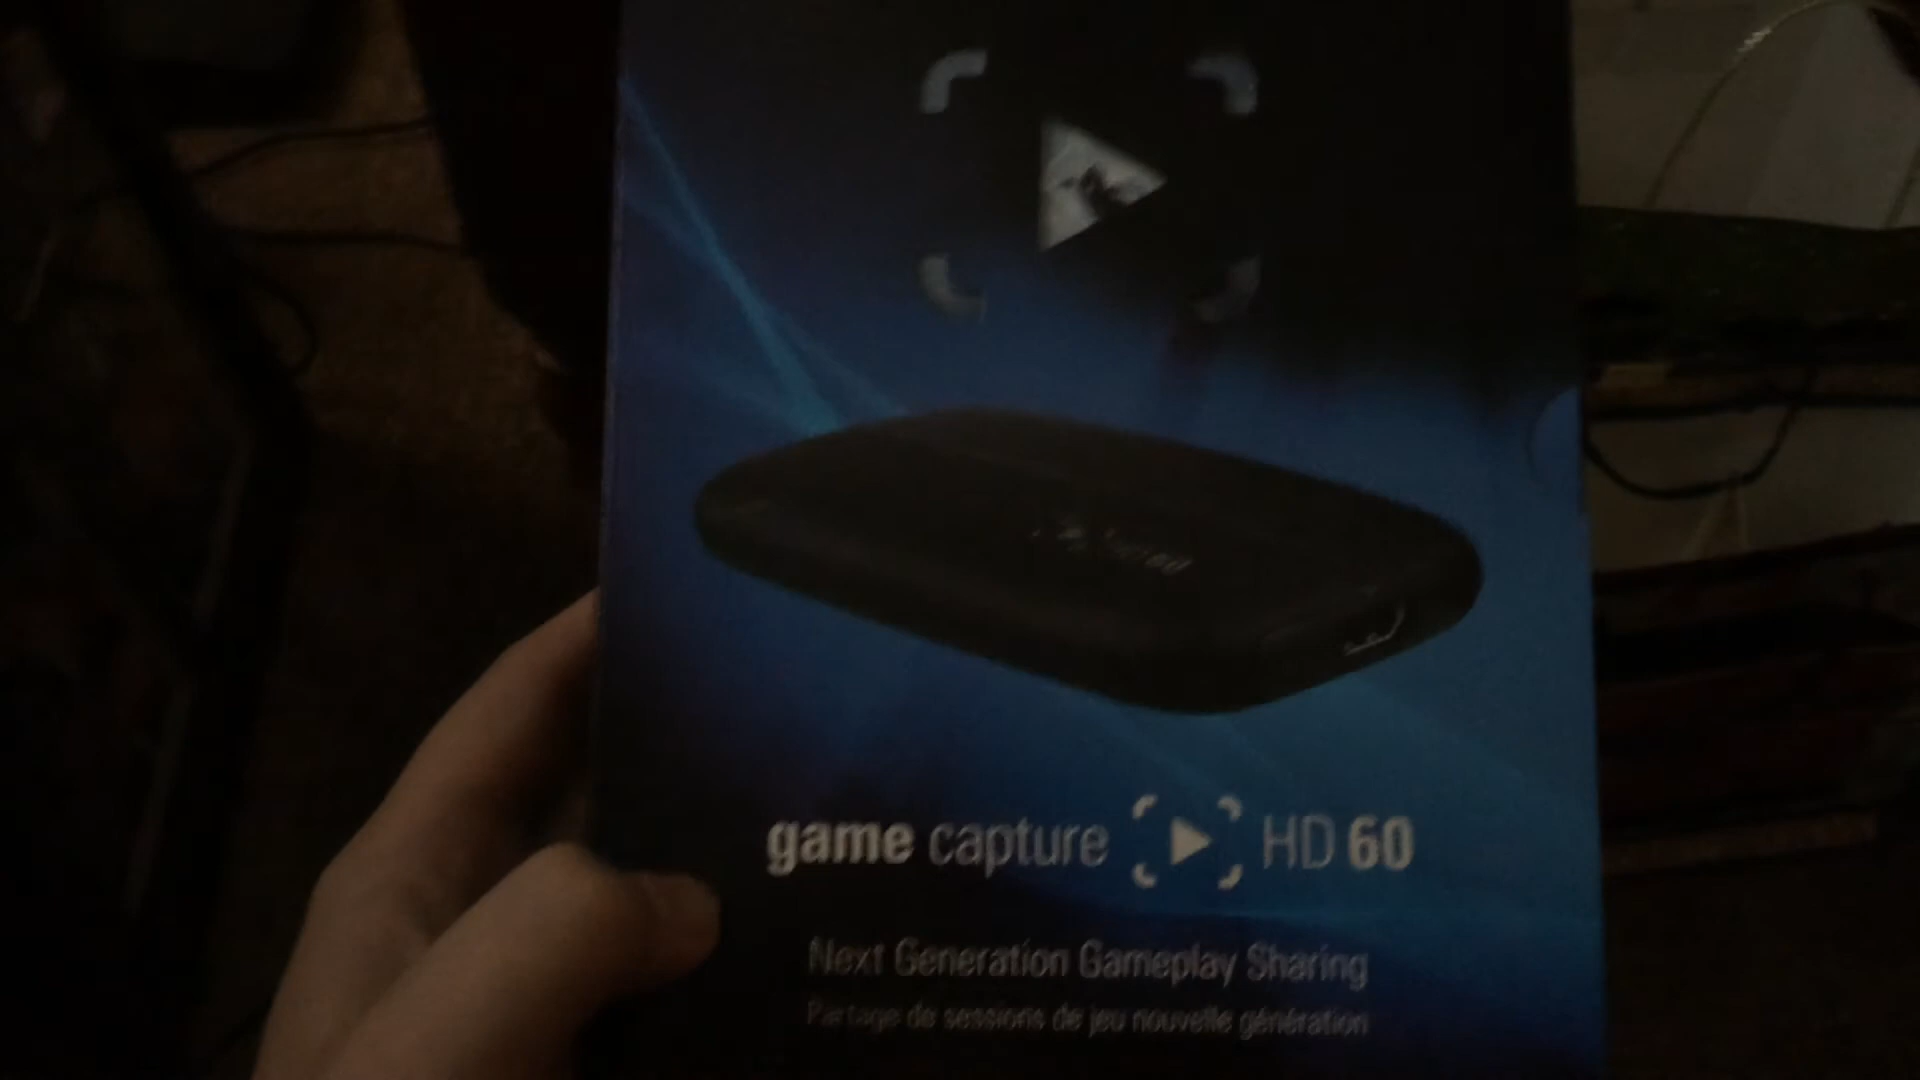 game capture HD 60
Next Generation Gameplay Sharing
Partage de sessions de jeu nouvelle génération